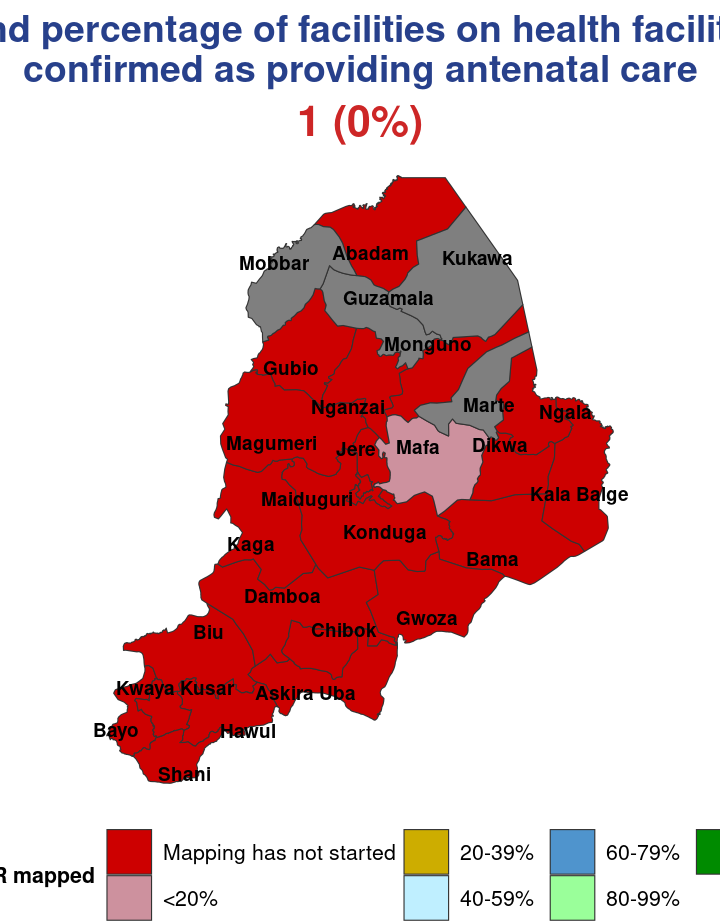 percentage of facilities on health
confirmed as providing antenatal care
1 (0%)
Abadam
Kukawa
Mobbar
Guzamala
Monguno
Gubio
Nganzai
Marte
Ngala
Magumeri
Jere
Mafa
Dikwa
Maiduguri
Kala Balge
Konduga
Kaga
Bama
Damboa
Gwoza
Biu
Chibok
Kwaya Kusar
Askira Uba
Bayo
Hawul
Shani
R mapped
Mapping has not started
20-39%
60-79%
<20%
40-59%
80-99%